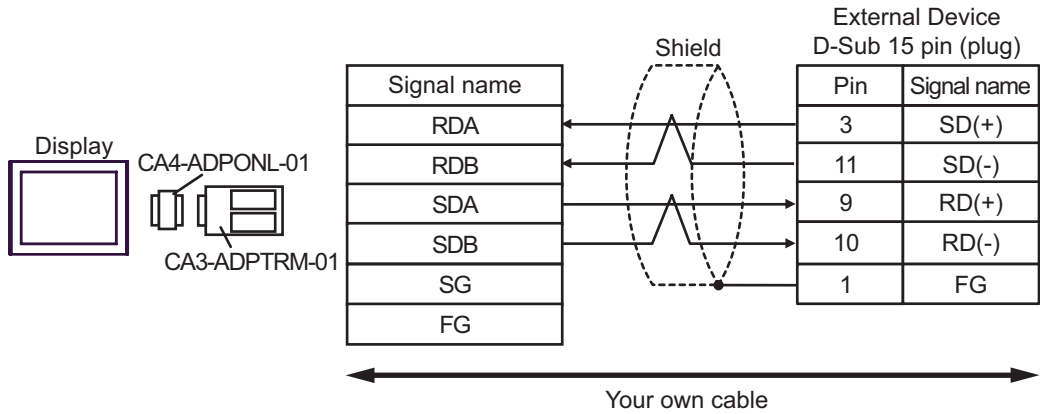 External Device
D-Sub 15 pin (plug)
Shield
Signal name
Pin Signal name
RDA 3 SD(+)
Display
CA4-ADPONL-01
RDB 11 SD(-)
SDA 9 RD(+)
SDB 10 RD(-)
CA3-ADPTRM-01
SG 1 FG
FG
Your own cable